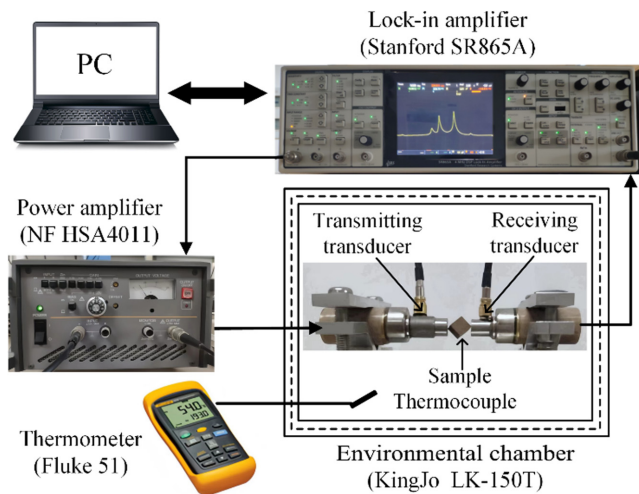 Lock-in amplifier
(Stanford SR865A)
PC
Power amplifier
(NF HSA4011)
Transmitting
transducer
Receiving
transducer
Sample
Thermocouple
Thermometer
(Fluke 51)
Environmental chamber
(KingJo LK-150T)